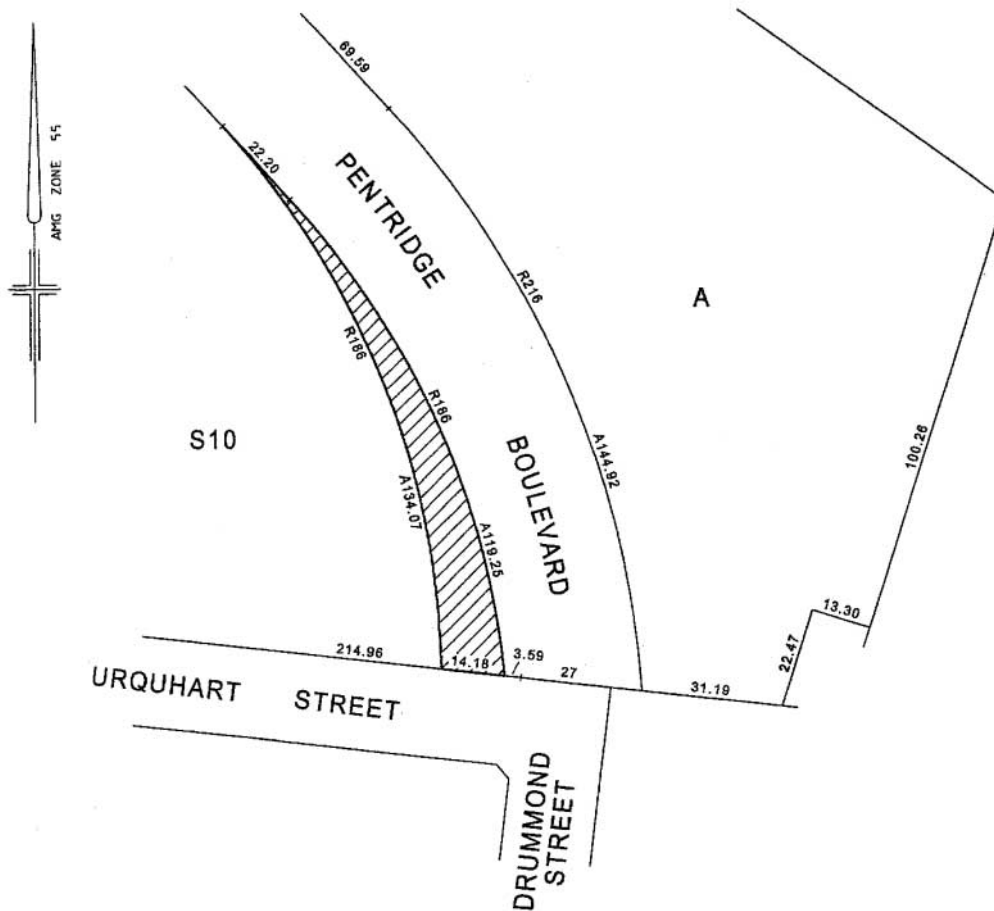 69.59
AMG ZONE 55
22.20
PENTRIDGE
R216
A
R186
R186
S10
BOULEVARD
A144.92
100.26
A134.07
A119.25
13.30
22.47
214.96
14.18
3.59
27
31.19
URQUHART STREET
DRUMMOND
STREET